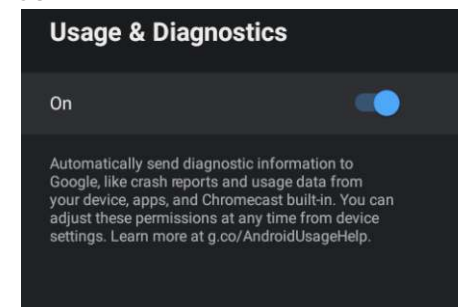 Usage & Diagnostics
On
Automatically send diagnostic information to
Google, like crash reports and usage data from
your device, apps, and Chromecast built-in. You can
adjust these permissions at any time from device
settings. Learn more at g.co/AndroidUsageHelp.